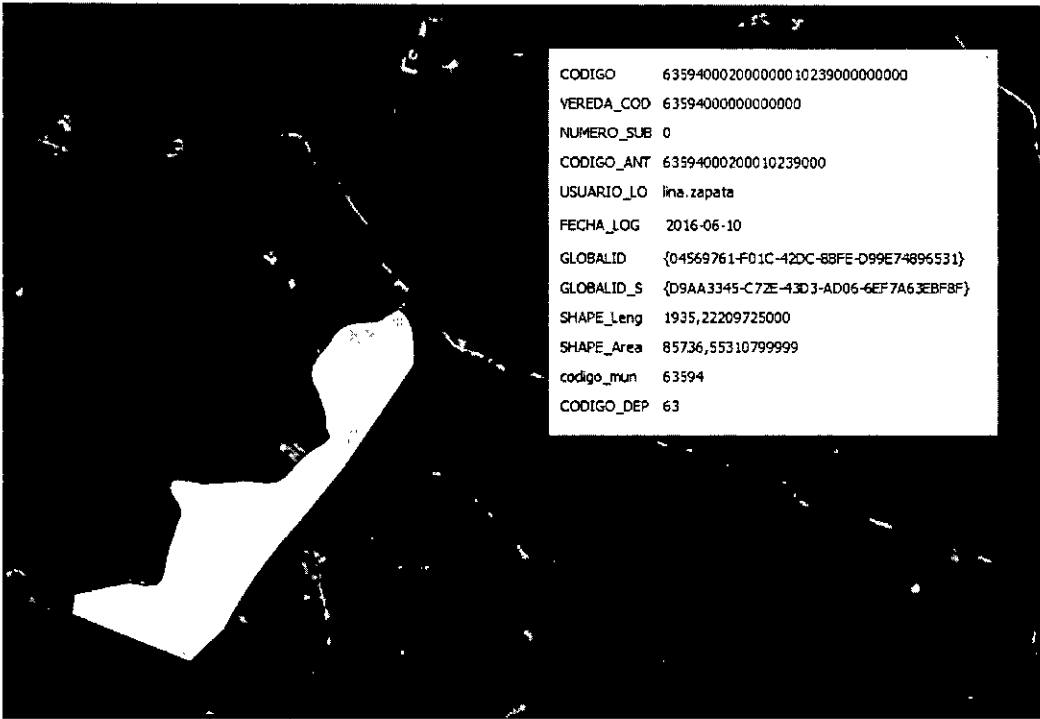 CODIGO 635940002000000010239000000000
VEREDA_COD 63594000000000000
NUMERO_SUB 0
CODIGO_ANT 63594000200010239000
USUARIO_LO lina.zapata
FECHA_LOG 2016-06-10
GLOBALID {04569761-F01C-42DC-88FE-D99E74896531}
GLOBALID_S {D9AA3345-C72E-43D3-AD06-6EF7A63EBF8F}
SHAPE_Leng 1935,22209725000
SHAPE_Area 85736,55310799999
codigo_mun 63594
CODIGO_DEP 63